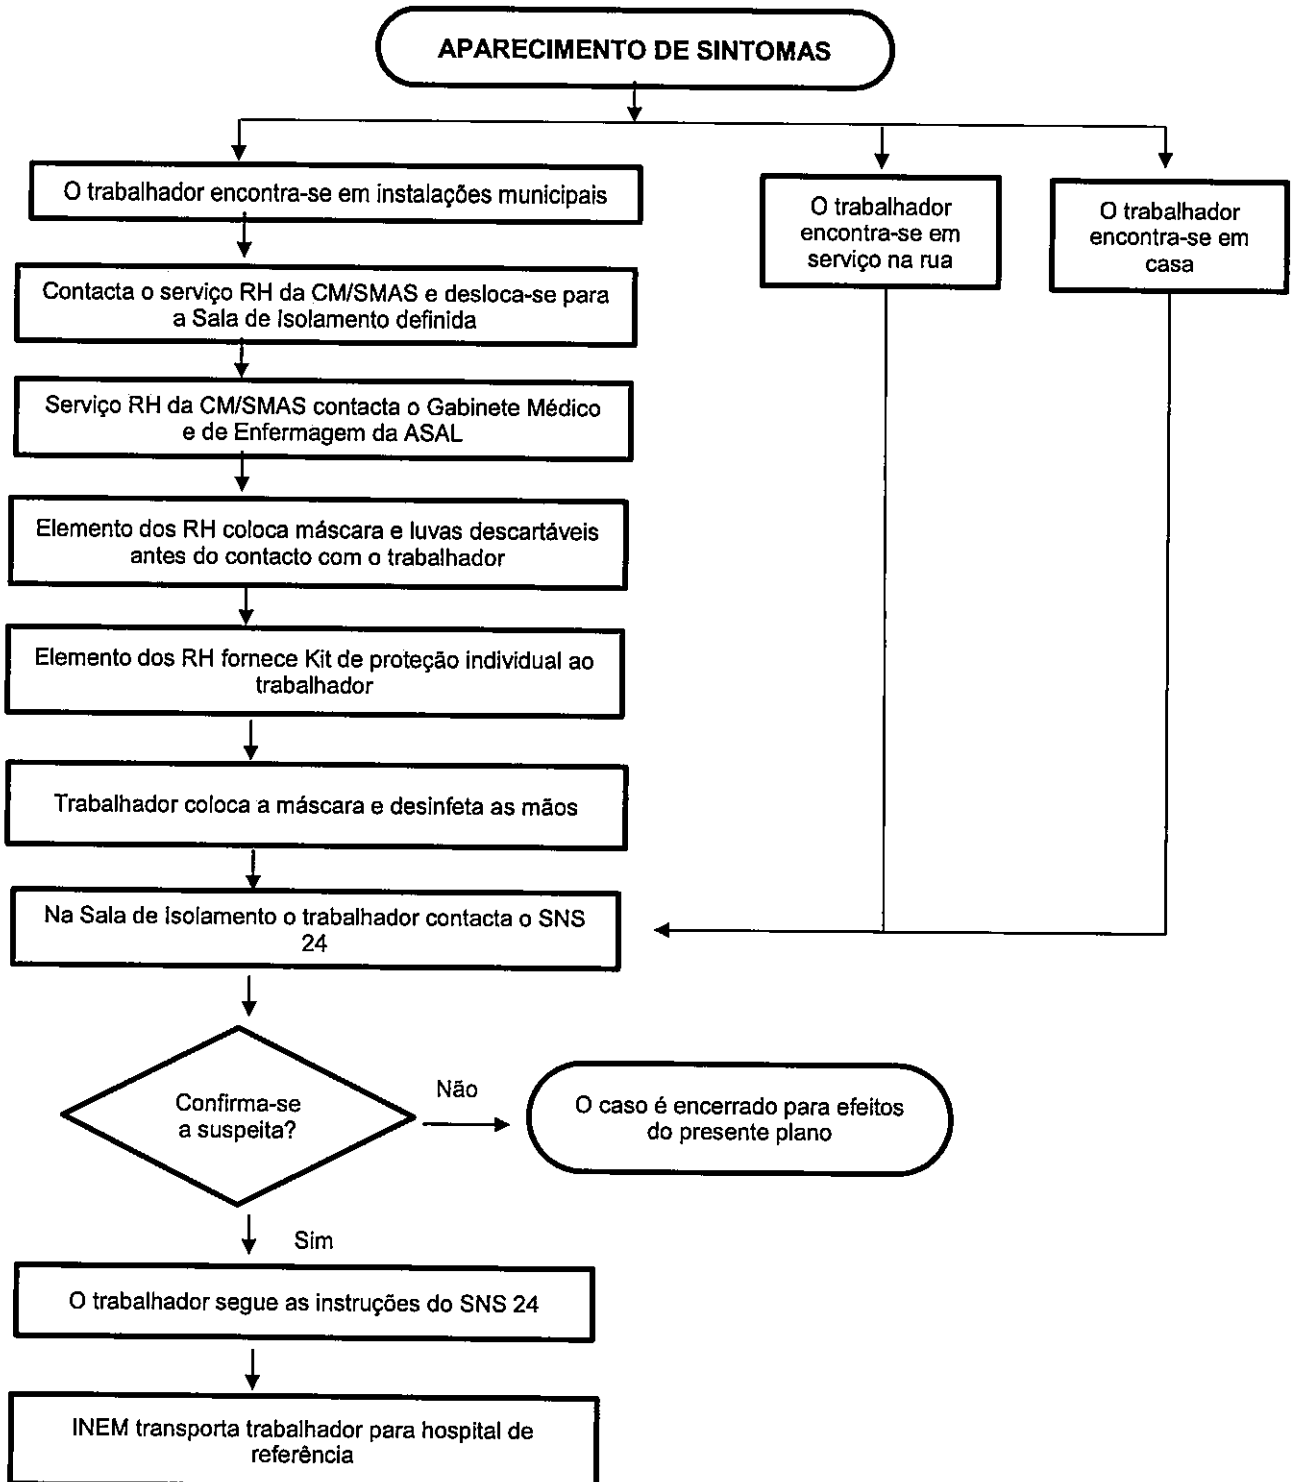 APARECIMENTO DE SINTOMAS
O trabalhador encontra-se em instalações municipais
O trabalhador
encontra-se em
serviço na rua
O trabalhador
encontra-se em
casa
Contacta o serviço RH da CM/SMAS e desloca-se para
a Sala de Isolamento definida
Serviço RH da CM/SMAS contacta o Gabinete Médico
e de Enfermagem da ASAL
Elemento dos RH coloca máscara e luvas descartáveis
antes do contacto com o trabalhador
Elemento dos RH fornece Kit de proteção individual ao
trabalhador
Trabalhador coloca a máscara e desinfeta as mãos
Na Sala de Isolamento o trabalhador contacta o SNS
24
Confirma-se
a suspeita?
Não
O caso é encerrado para efeitos
do presente plano
Sim
O trabalhador segue as instruções do SNS 24
INEM transporta trabalhador para hospital de
referência